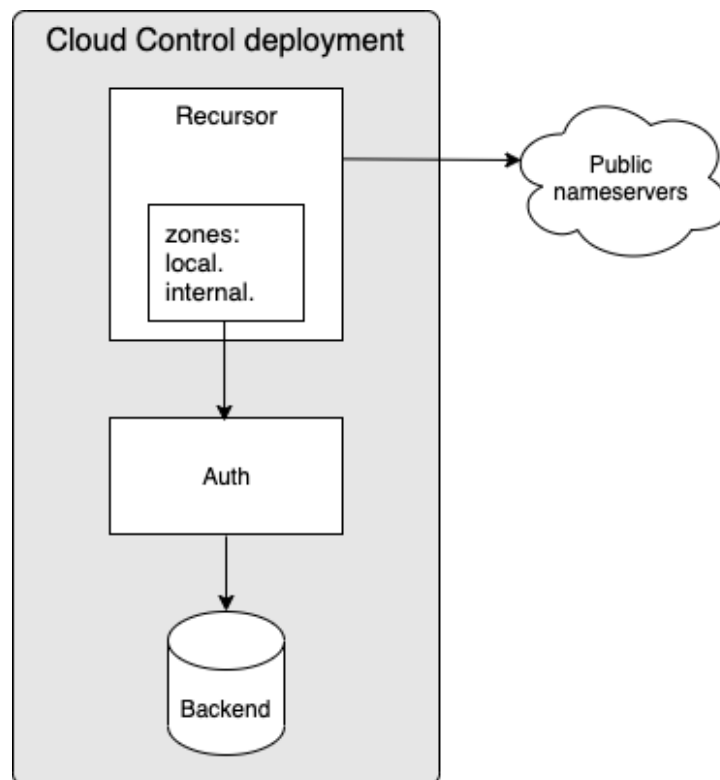 Cloud Control deployment
Recursor
zones:
local.
internal.
Public
nameservers
Auth
Backend